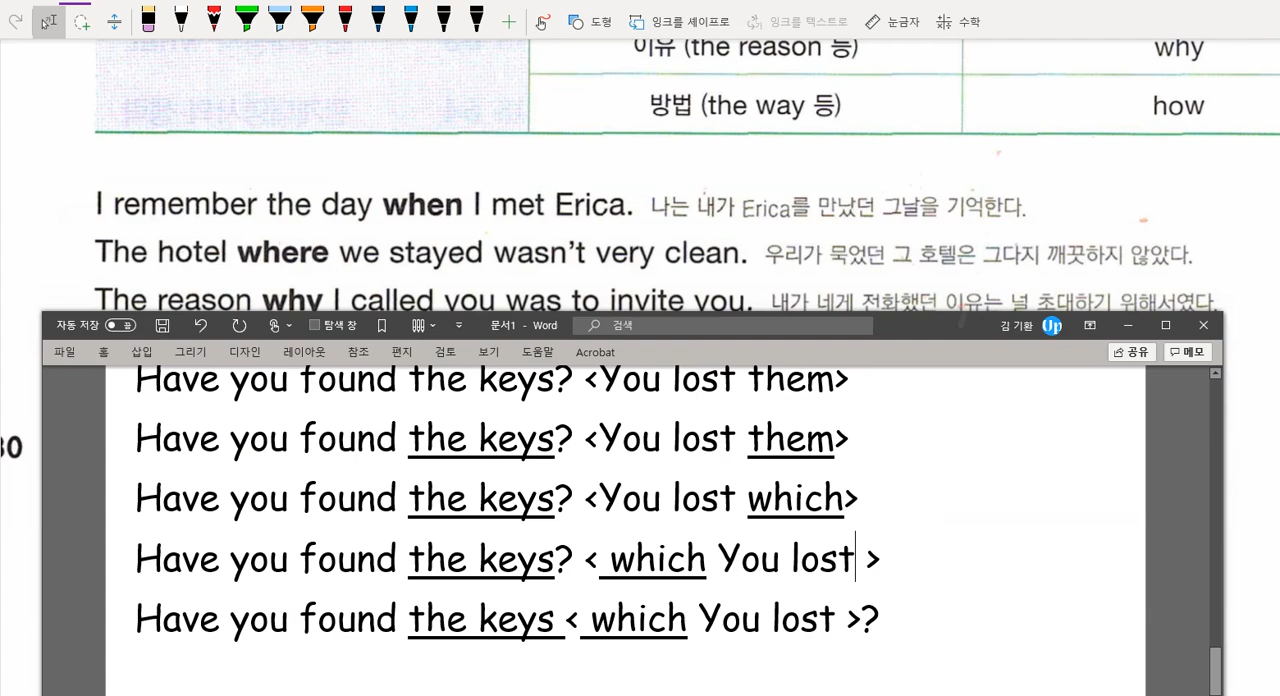 도형 잉크를 셰이프로 잉크를 텍스트로 눈금자 수학
이유 (the reason 등) why
방법 (the way 등) how
I remember the day when I met Erica. 나는 내가 Erica를 만났던 그날을 기억한다.
The hotel where we stayed wasn't very clean. 우리가 묵었던 그 호텔은 그다지 깨끗하지 않았다.
The reason why I called you was to invite you. 내가 네게 전화했던 이유는 널 초대하기 위해서였다.
자동 저장 끔 탐색 창 문서1 - Word 검색 김 기환 Up
파일 홈 삽입 그리기 디자인 레이아웃 참조 편지 검토 보기 도움말 Acrobat 공유 메모
Have you found the keys? <You lost them>
Have you found the keys? <You lost them>
Have you found the keys? <You lost which>
Have you found the keys? < which You lost >
Have you found the keys < which You lost >?